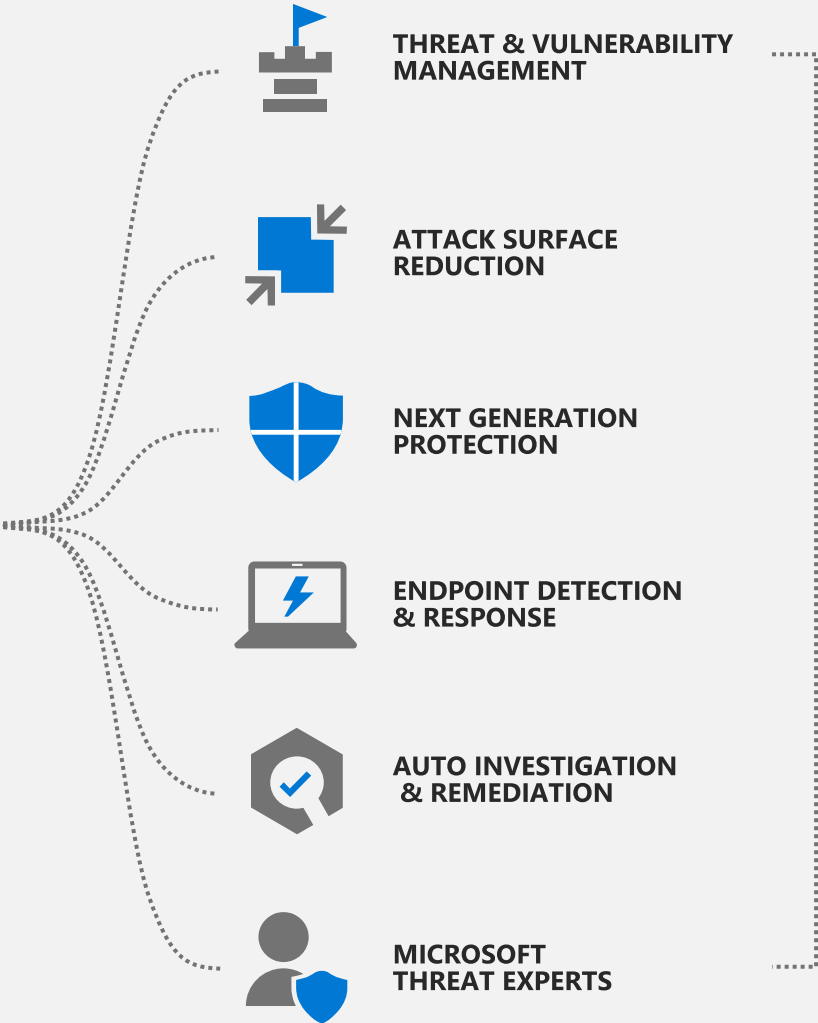 THREAT & VULNERABILITY
MANAGEMENT
ATTACK SURFACE
REDUCTION
NEXT GENERATION
PROTECTION
ENDPOINT DETECTION
& RESPONSE
AUTO INVESTIGATION
& REMEDIATION
MICROSOFT
THREAT EXPERTS